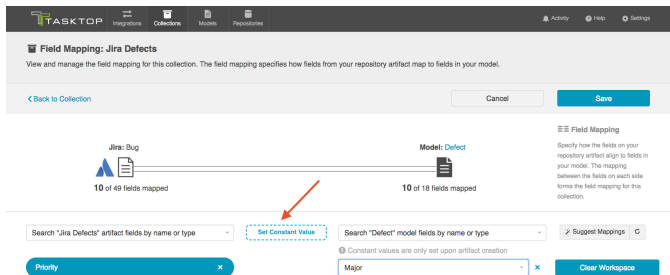 TASKTOP
Integrations
Collections
Models
Repositories
Activity
Help
Settings
Field Mapping: Jira Defects
View and manage the field mapping for this collection. The field mapping specifies how fields from your repository artifact map to fields in your model.
Back to Collection
Cancel
Save
Jira: Bug
10 of 49 fields mapped
Model: Defect
10 of 18 fields mapped
Field Mapping
Specify how the fields on your
repository artifact align to fields in
your model. The mapping
between the fields on each side
forms the field mapping for this
collection.
Search "Jira Defects" artifact fields by name or type
Set Constant Value
Search "Defect" model fields by name or type
Suggest Mappings
Constant values are only set upon artifact creation
Priority
Major
Clear Workspace